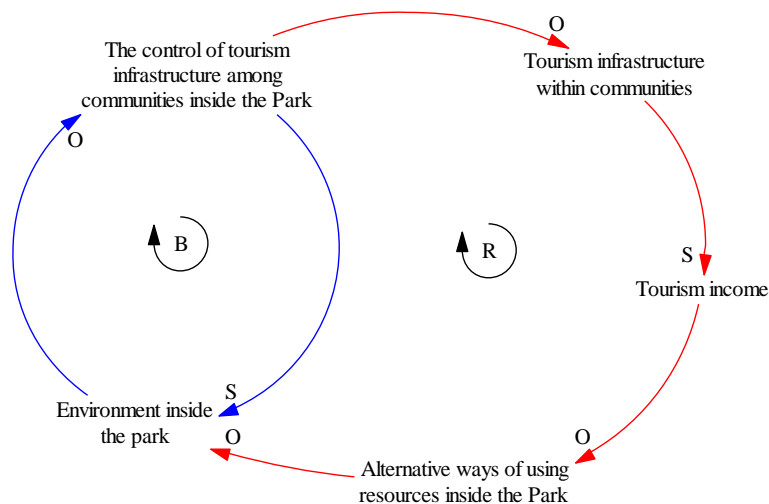 The control of tourism
infrastructure among
communities inside the Park
O
Tourism infrastructure
within communities
O
B
R
S
Tourism income
S
Environment inside
the park
O
O
Alternative ways of using
resources inside the Park